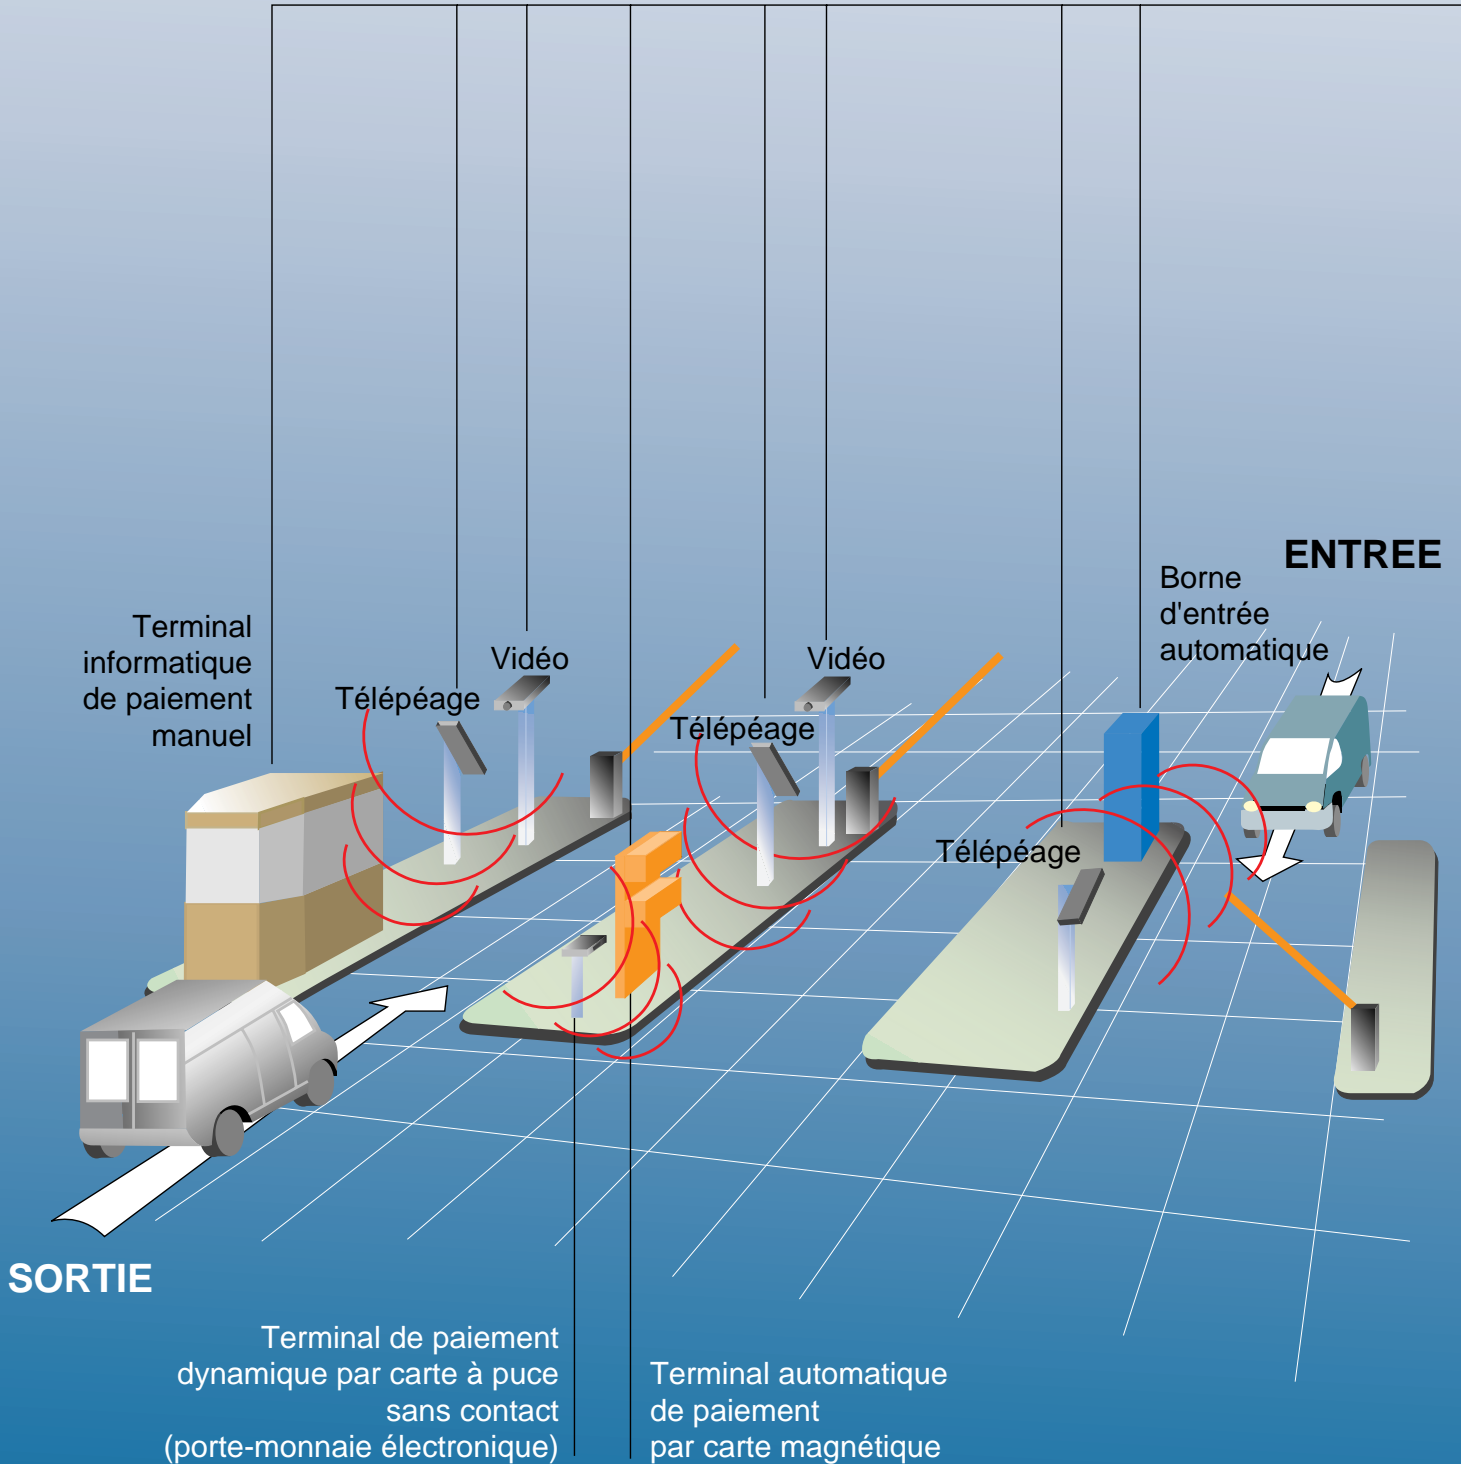 ENTREE
Borne
d'entrée
automatique
Terminal
informatique
de paiement
manuel
Vidéo
Télépéage
Vidéo
Télépéage
Télépéage
SORTIE
Terminal de paiement
dynamique par carte à puce
sans contact
(porte-monnaie électronique)
Terminal automatique
de paiement
par carte magnétique